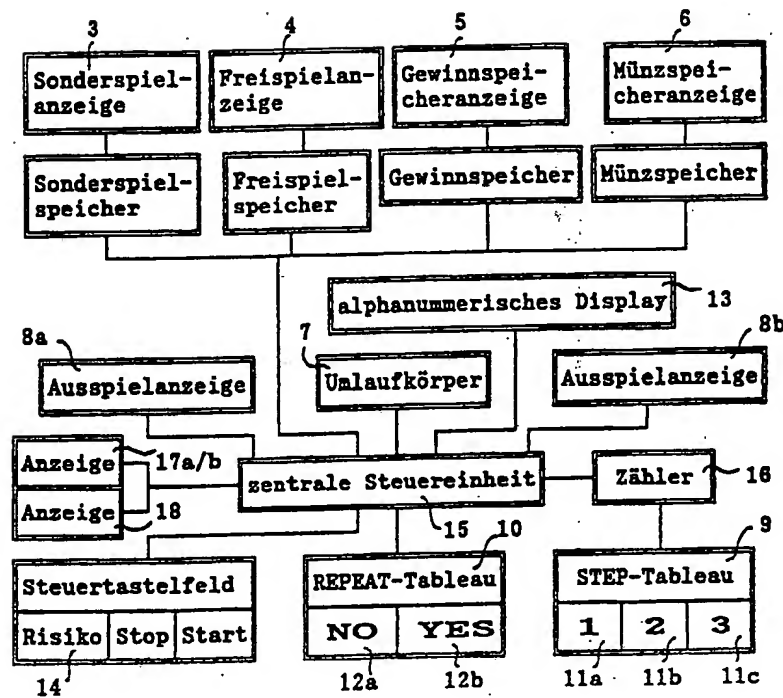 3 4 5 6
Sonderspiel-
anzeige
Freispielan-
zeige
Gewinnspei-
cheranzeige
Münzspei-
cheranzeige
Sonderspiel-
speicher
Freispiel-
speicher
Gewinnspeicher
Münzspeicher
alphanummerisches Display
13
8a
7
8b
Ausspielanzeige
Umlaufkörper
Ausspielanzeige
Anzeige
17a/b
Anzeige
18
zentrale Steuereinheit
15
Zähler
16
10
9
Steuertastelfeld
Risiko Stop Start
14
REPEAT-Tableau
NO YES
12a 12b
STEP-Tableau
1 2 3
11a 11b 11c